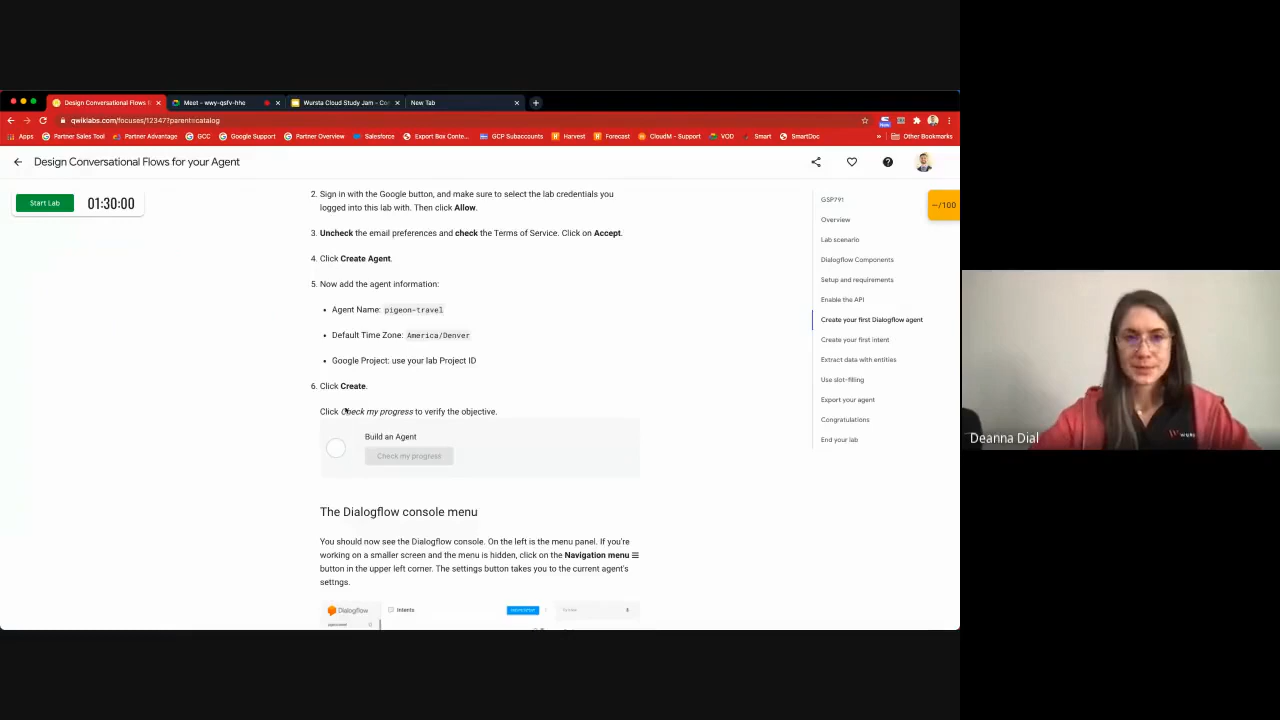 Design Conversational Flows f
Meet - wwy-qsfv-hhe
Wursta Cloud Study Jam - Co
New Tab
qwiklabs.com/focuses/12347?parent=catalog
Apps
Partner Sales Tool
Partner Advantage
GCC
Google Support
Partner Overview
Salesforce
Export Box Conte...
GCP Subaccounts
Harvest
Forecast
CloudM - Support
VOD
Smart
SmartDoc
Other Bookmarks
Design Conversational Flows for your Agent
Start Lab
01:30:00
2. Sign in with the Google button, and make sure to select the lab credentials you
logged into this lab with. Then click Allow.
3. Uncheck the email preferences and check the Terms of Service. Click on Accept.
4. Click Create Agent.
5. Now add the agent information:
• Agent Name: pigeon-travel
• Default Time Zone: America/Denver
• Google Project: use your lab Project ID
6. Click Create.
Click Check my progress to verify the objective.
Build an Agent
Check my progress
The Dialogflow console menu
You should now see the Dialogflow console. On the left is the menu panel. If you're
working on a smaller screen and the menu is hidden, click on the Navigation menu
button in the upper left corner. The settings button takes you to the current agent's
settngs.
Dialogflow
Intents
GSP791
Overview
Lab scenario
Dialogflow Components
Setup and requirements
Enable the API
Create your first Dialogflow agent
Create your first intent
Extract data with entities
Use slot-filling
Export your agent
Congratulations
End your lab
–/100
Deanna Dial